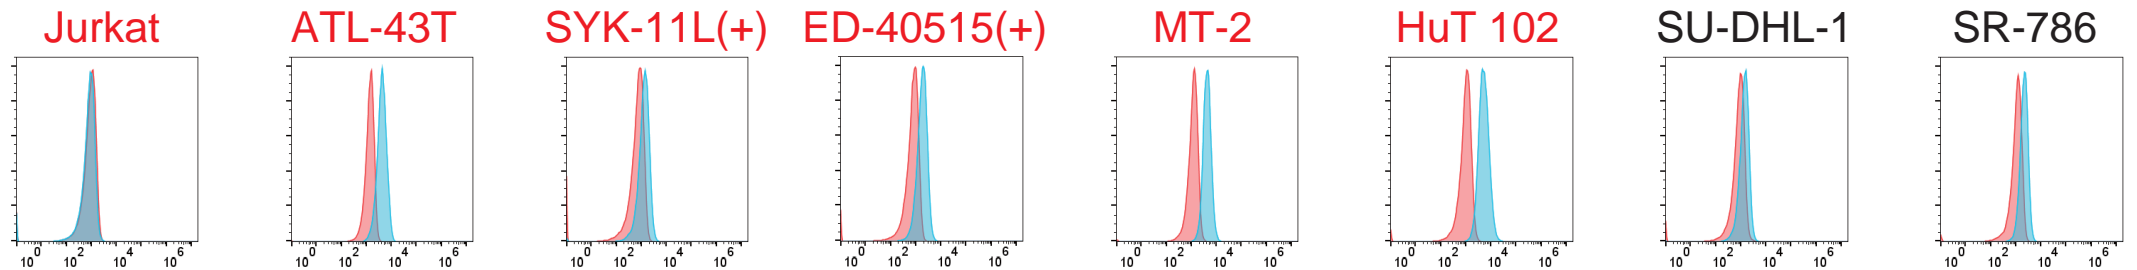 Jurkat ATL-43T SYK-11L(+) ED-40515(+) MT-2 HuT 102 SU-DHL-1 SR-786
10^0 10^2 10^4 10^6 10^0 10^2 10^4 10^6 10^0 10^2 10^4 10^6 10^0 10^2 10^4 10^6 10^0 10^2 10^4 10^6 10^0 10^2 10^4 10^6 10^0 10^2 10^4 10^6 10^0 10^2 10^4 10^6